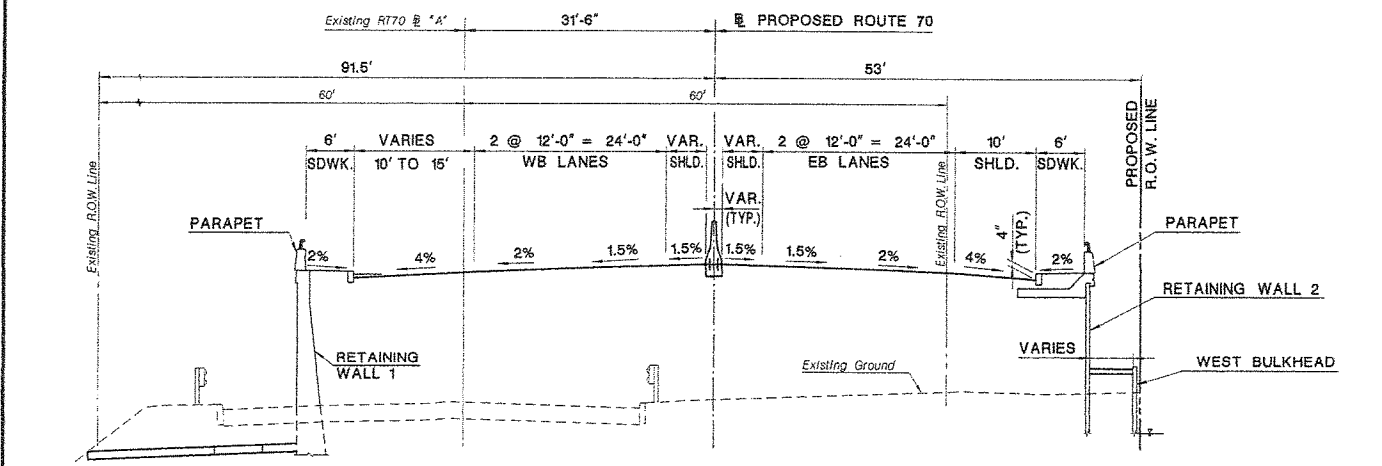 Existing RT70 ℄ "A"
31'-6"
℄ PROPOSED ROUTE 70
91.5'
53'
60'
60'
6'
SDWK.
VARIES
10' TO 15'
2 @ 12'-0" = 24'-0"
WB LANES
VAR.
SHLD.
VAR.
SHLD.
2 @ 12'-0" = 24'-0"
EB LANES
10'
SHLD.
6'
SDWK.
PROPOSED
R.O.W. LINE
Existing R.O.W. Line
Existing R.O.W. Line
VAR.
(TYP.)
4"
(TYP.)
PARAPET
PARAPET
2%
4%
2%
1.5%
1.5%
1.5%
1.5%
2%
4%
2%
RETAINING WALL 2
RETAINING
WALL 1
VARIES
Existing Ground
WEST BULKHEAD